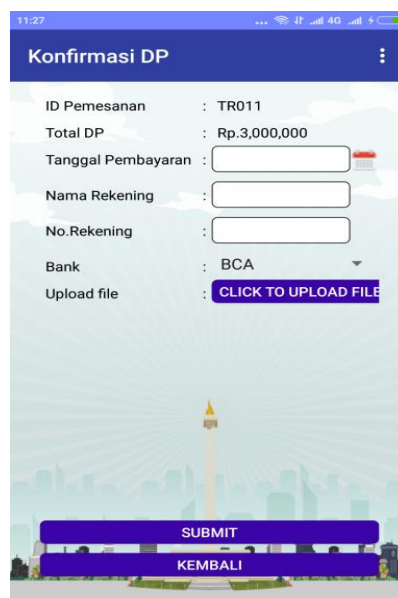 11:27 ... 4G
Konfirmasi DP
ID Pemesanan : TR011
Total DP : Rp.3,000,000
Tanggal Pembayaran :
Nama Rekening :
No.Rekening :
Bank : BCA
Upload file : CLICK TO UPLOAD FILE
SUBMIT
KEMBALI